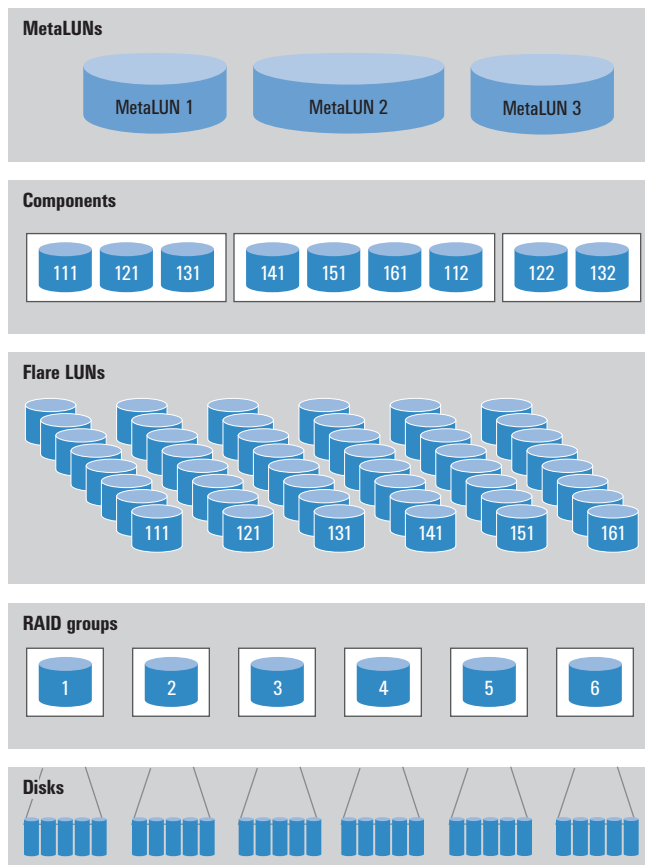 MetaLUNs
MetaLUN 1 MetaLUN 2 MetaLUN 3
Components
111 121 131 141 151 161 112 122 132
Flare LUNs
111 121 131 141 151 161
RAID groups
1 2 3 4 5 6
Disks